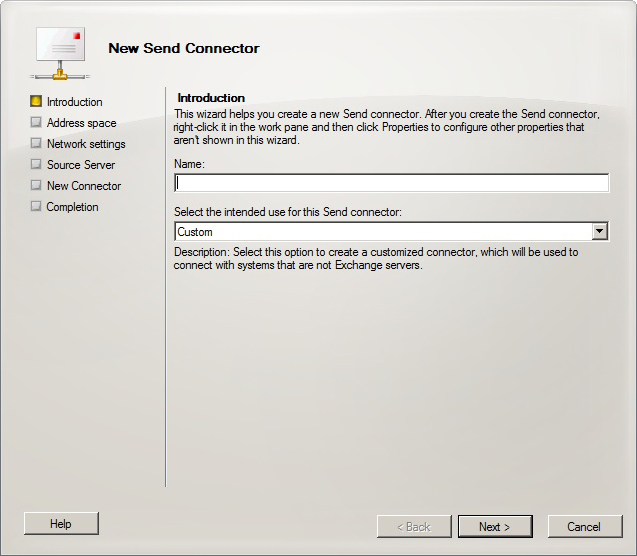 New Send Connector
Introduction
Address space
Network settings
Source Server
New Connector
Completion
Introduction
This wizard helps you create a new Send connector. After you create the Send connector,
right-click it in the work pane and then click Properties to configure other properties that
aren't shown in this wizard.
Name:
Select the intended use for this Send connector:
Custom
Description: Select this option to create a customized connector, which will be used to
connect with systems that are not Exchange servers.
Help
< Back
Next >
Cancel